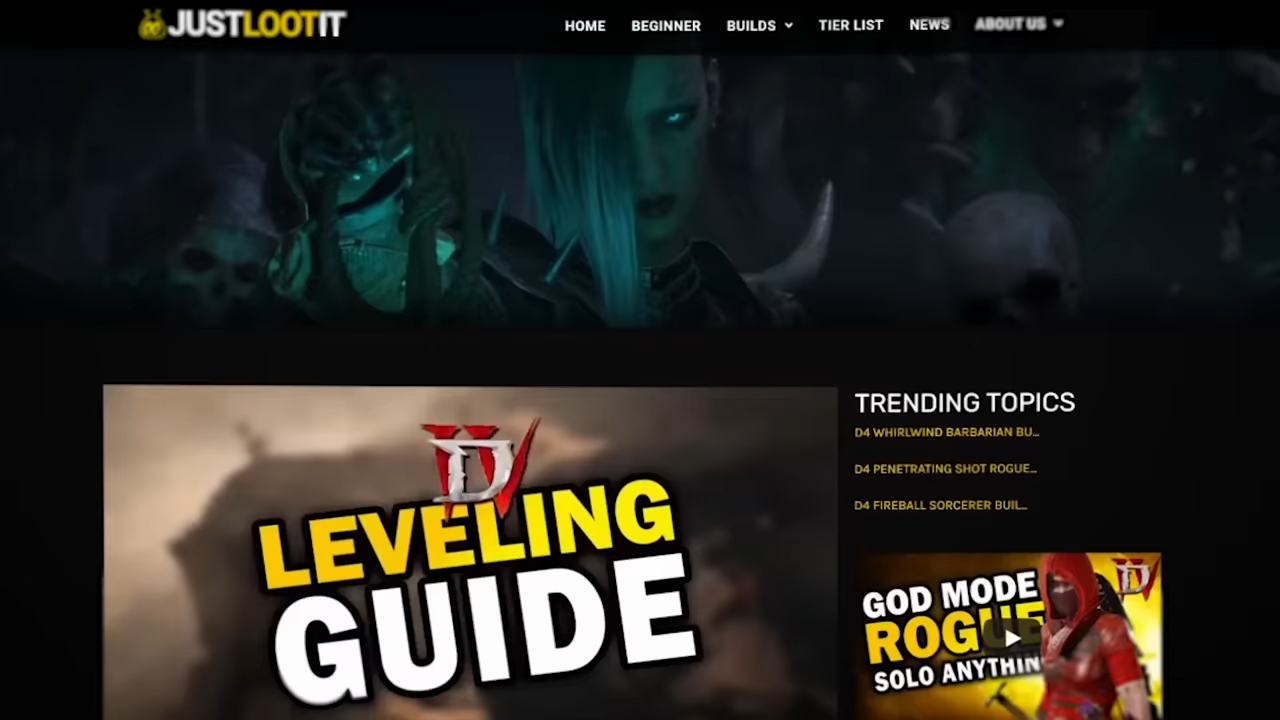 JUSTLOOTIT
HOME BEGINNER BUILDS TIER LIST NEWS ABOUT US
TRENDING TOPICS
D4 WHIRLWIND BARBARIAN BU...
D4 PENETRATING SHOT ROGUE...
D4 FIREBALL SORCERER BUIL...
IV
D
LEVELING
GUIDE
GOD MODE
ROGUE
SOLO ANYTHIN